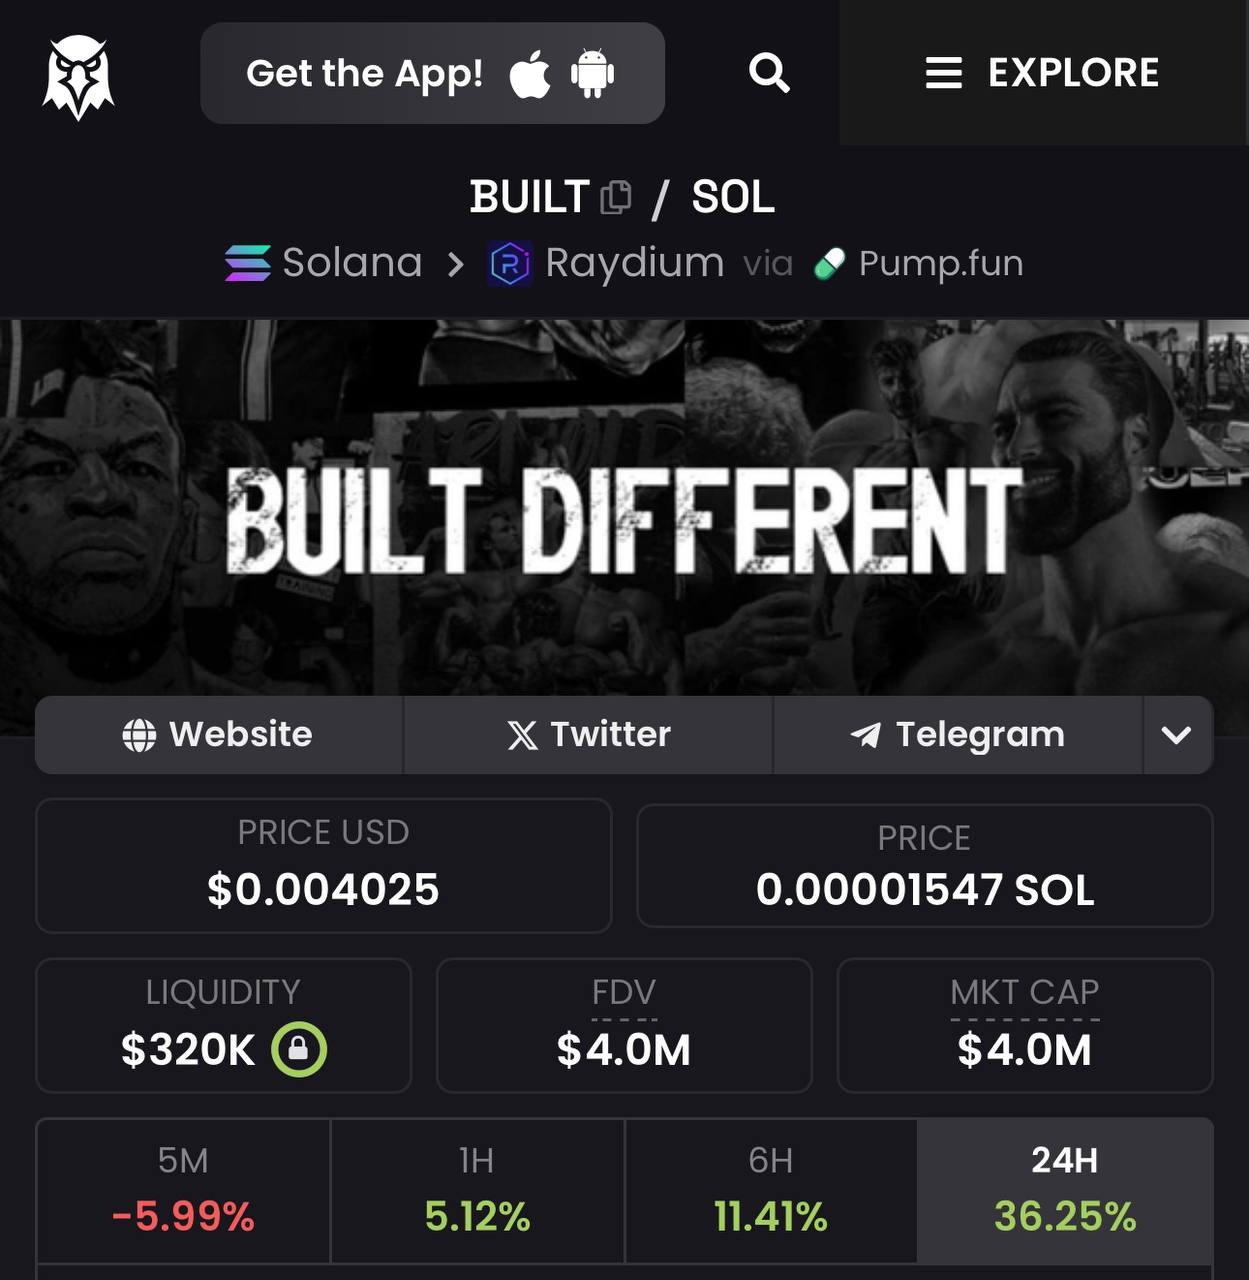 Get the App! EXPLORE
BUILT / SOL
Solana > Raydium via Pump.fun
BUILT DIFFERENT
TRAINING
Website Twitter Telegram
PRICE USD PRICE
$0.004025 0.00001547 SOL
LIQUIDITY FDV MKT CAP
$320K $4.0M $4.0M
5M 1H 6H 24H
-5.99% 5.12% 11.41% 36.25%